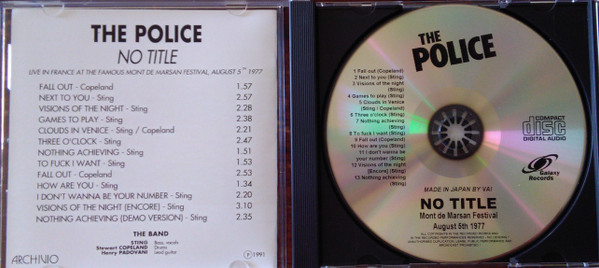 THE POLICE
NO TITLE
LIVE IN FRANCE AT THE FAMOUS MONT DE MARSAN FESTIVAL, AUGUST 5TH 1977
FALL OUT - Copeland 1.57
NEXT TO YOU - Sting 2.57
VISIONS OF THE NIGHT - Sting 2.28
GAMES TO PLAY - Sting 2.38
CLOUDS IN VENICE - Sting / Copeland 2.21
THREE O'CLOCK - Sting 2.47
NOTHING ACHIEVING - Sting 1.51
TO FUCK I WANT - Sting 1.53
FALL OUT - Copeland 2.53
HOW ARE YOU - Sting 1.34
I DON'T WANNA BE YOUR NUMBER - Sting 2.20
VISIONS OF THE NIGHT (ENCORE) - Sting 3.10
NOTHING ACHIEVING (DEMO VERSION) - Sting 2.35
THE BAND
STING Bass, vocals
Stewart COPELAND Drums
Henry PADOVANI Lead guitar
ARCHIVIO
℗ 1991
THE
POLICE
1 Fall out (Copeland)
2 Next to you (Sting)
3 Visions of the night
(Sting)
4 Games to play (Sting)
5 Clouds in Venice
(Sting / Copeland)
6 Three o'clock (Sting)
7 Nothing achieving
(Sting)
8 To fuck I want (Sting)
9 Fall out (Copeland)
10 How are you (Sting)
11 I don't wanna be
your number (Sting)
12 Visions of the night
[Encore] (Sting)
13 Nothing achieving
(Sting)
COMPACT
disc
DIGITAL AUDIO
Galaxy
Records
MADE IN JAPAN BY VAI
NO TITLE
Mont de Marsan Festival
August 5th 1977